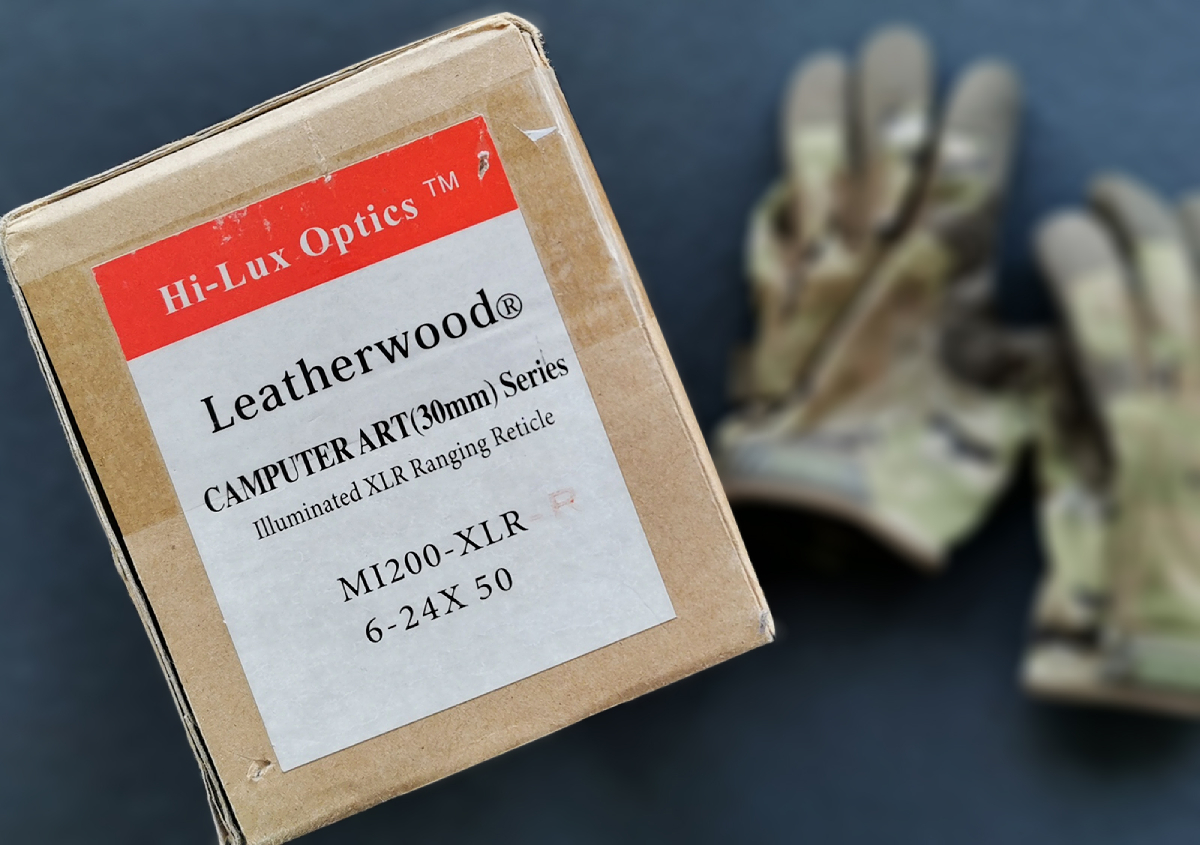 Hi-Lux Optics ™
Leatherwood®
CAMPUTER ART(30mm) Series
Illuminated XLR Ranging Reticle
MI200-XLR-R
6-24X 50